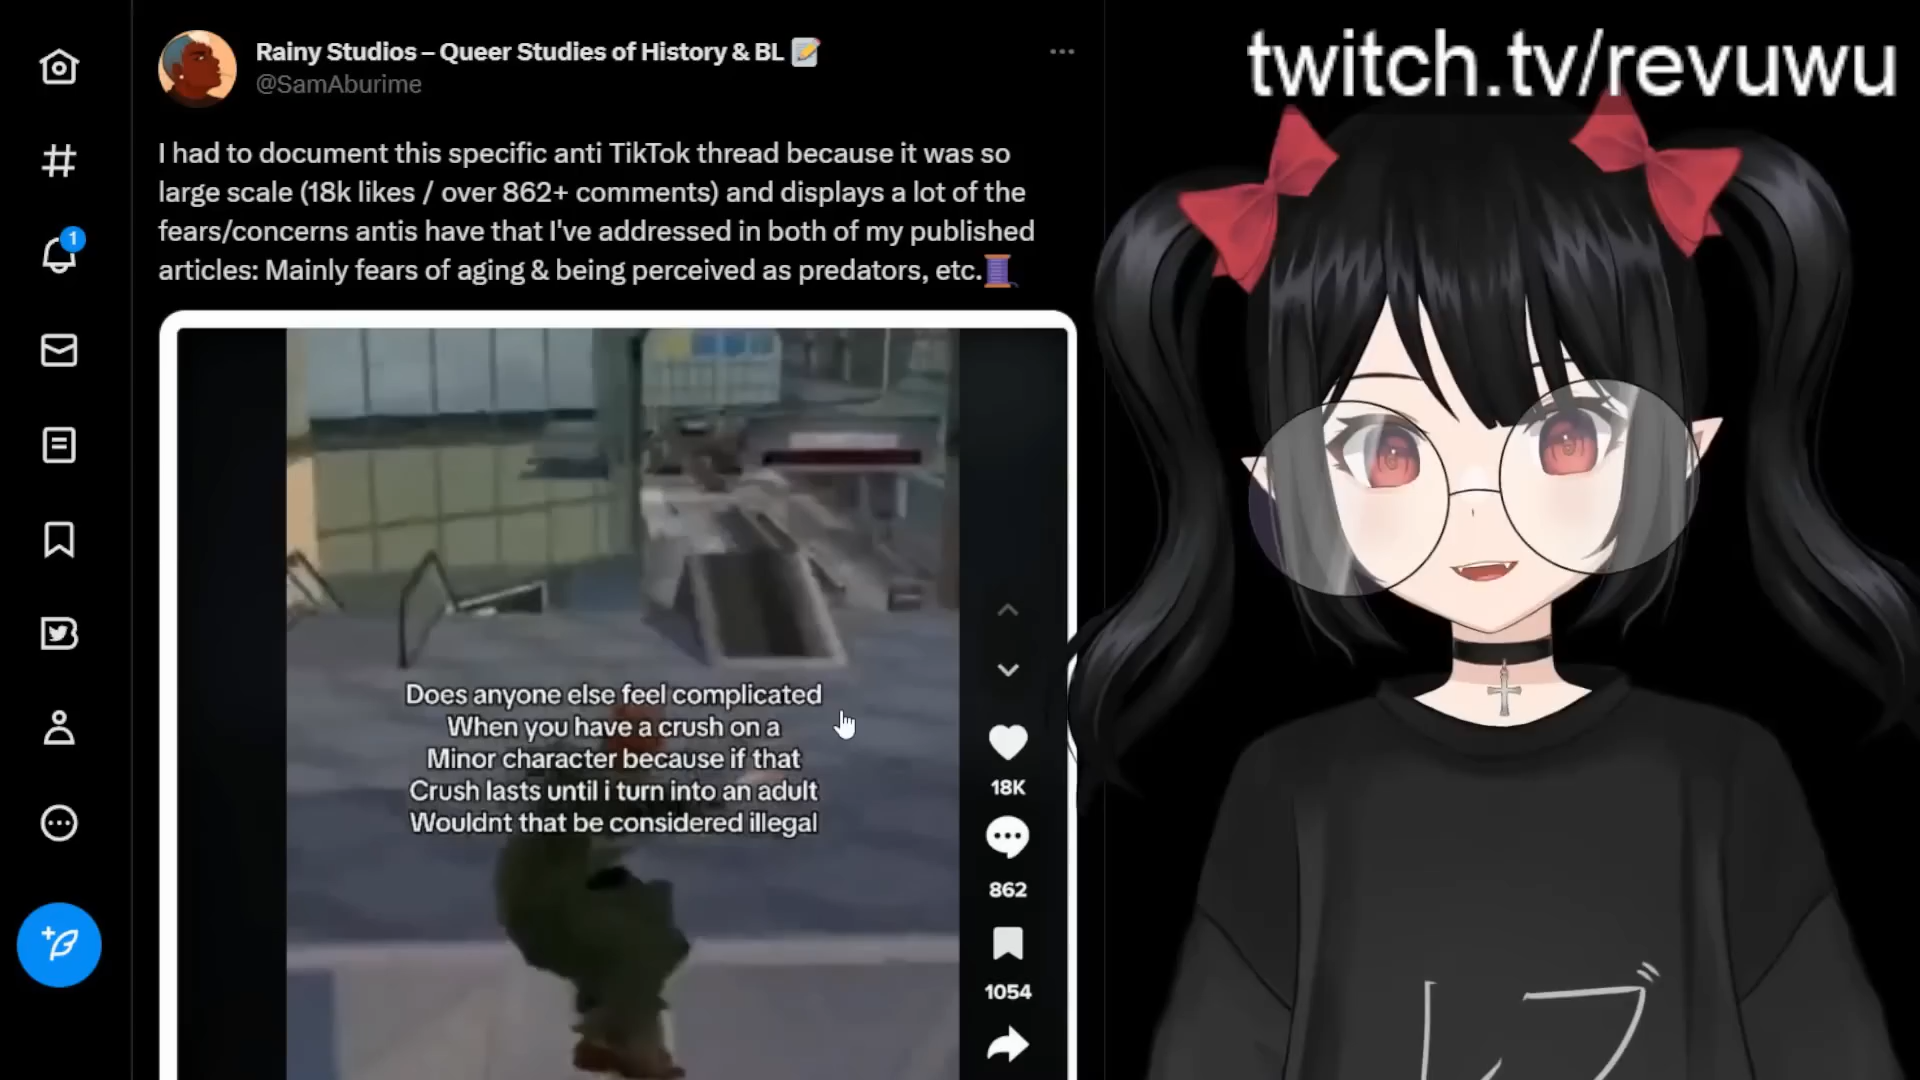 Rainy Studios – Queer Studies of History & BL
@SamAburime
I had to document this specific anti TikTok thread because it was so
large scale (18k likes / over 862+ comments) and displays a lot of the
fears/concerns antis have that I've addressed in both of my published
articles: Mainly fears of aging & being perceived as predators, etc.
Does anyone else feel complicated
When you have a crush on a
Minor character because if that
Crush lasts until i turn into an adult
Wouldnt that be considered illegal
18K
862
1054
1
twitch.tv/revuwu
レブ